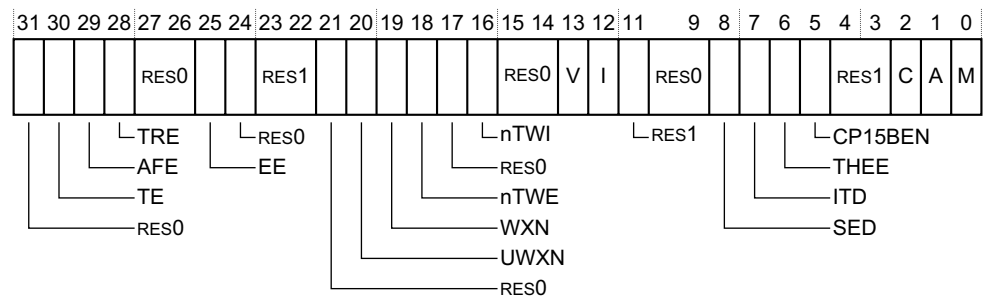 31 30 29 28 27 26 25 24 23 22 21 20 19 18 17 16 15 14 13 12 11 9 8 7 6 5 4 3 2 1 0
RES0 RES1 RES0 V I RES0 RES1 C A M
TRE RES0 nTWI RES1 CP15BEN
AFE EE RES0 THEE
TE nTWE ITD
RES0 WXN SED
UWXN
RES0